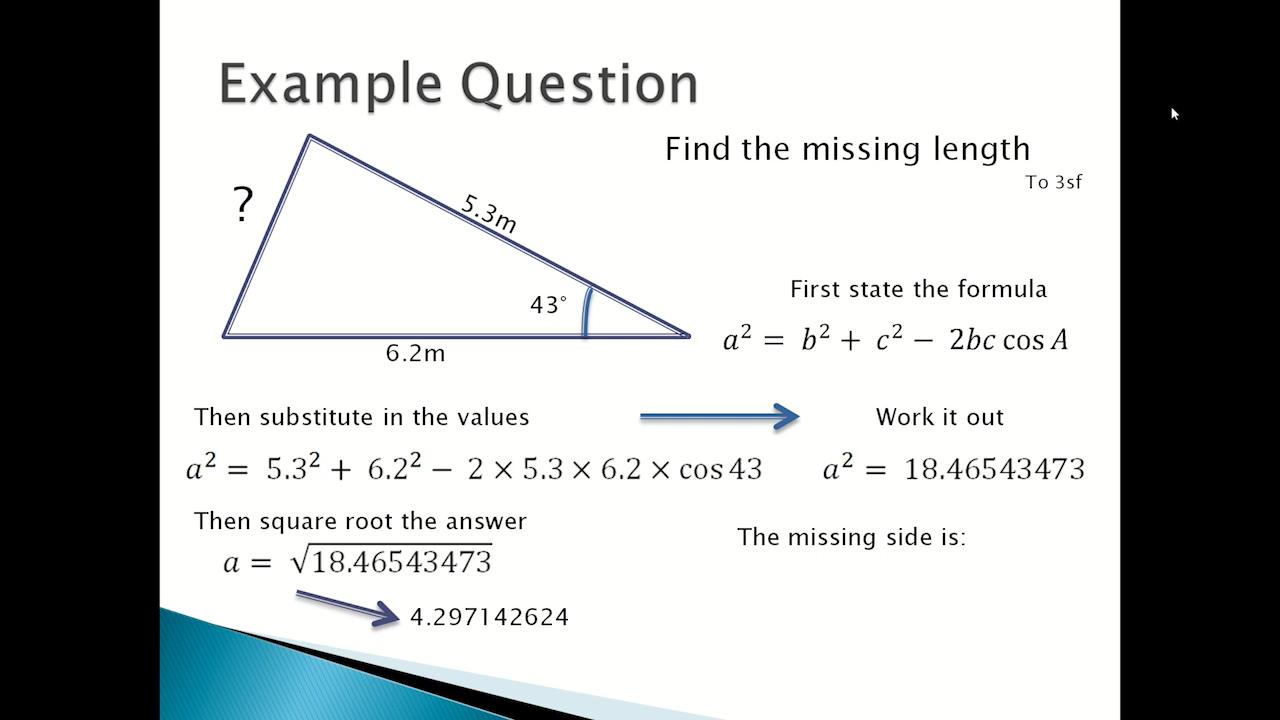 Example Question
Find the missing length
To 3sf
?
5.3m
43°
6.2m
First state the formula
a² = b² + c² − 2bc cos A
Then substitute in the values
Work it out
a² = 5.3² + 6.2² − 2 × 5.3 × 6.2 × cos 43
a² = 18.46543473
Then square root the answer
a = √18.46543473
4.297142624
The missing side is: